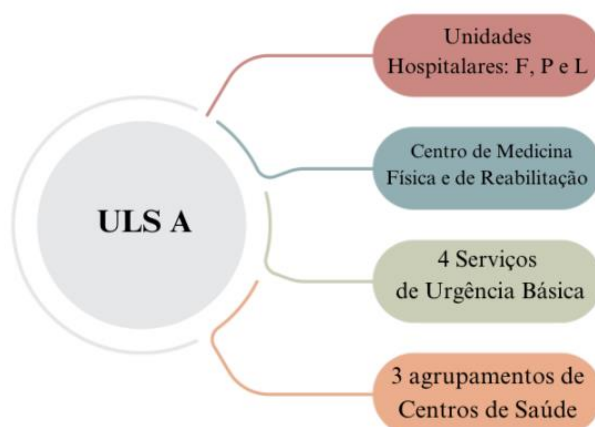 ULS A
Unidades
Hospitalares: F, P e L
Centro de Medicina
Física e de Reabilitação
4 Serviços
de Urgência Básica
3 agrupamentos de
Centros de Saúde